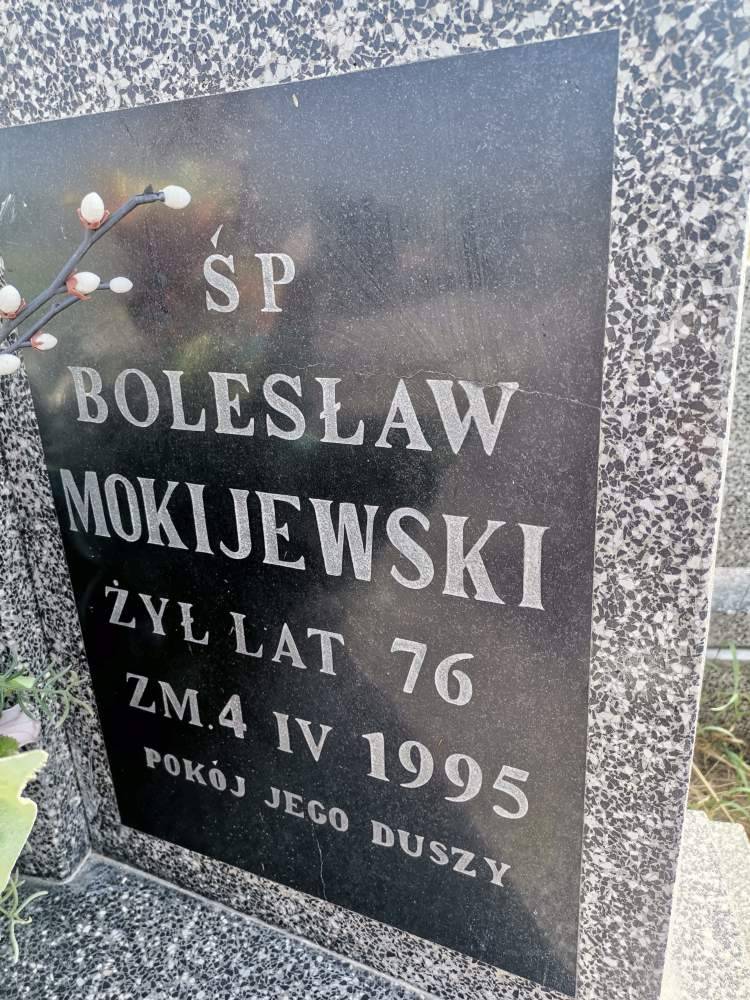 ŚP
BOLESŁAW
MOKIJEWSKI
ŻYŁ LAT 76
ZM. 4 IV 1995
POKÓJ JEGO DUSZY